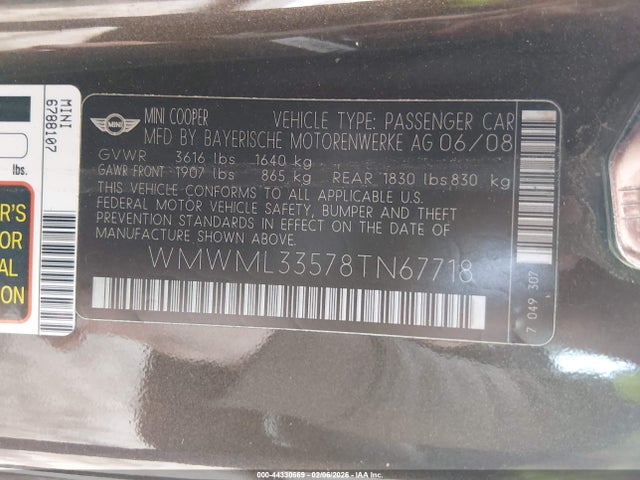 MINI
MINI COOPER
VEHICLE TYPE: PASSENGER CAR
MFD BY BAYERISCHE MOTORENWERKE AG 06/08
GVWR 3616 lbs 1640 kg
GAWR FRONT 1907 lbs 865 kg REAR 1830 lbs 830 kg
THIS VEHICLE CONFORMS TO ALL APPLICABLE U.S.
FEDERAL MOTOR VEHICLE SAFETY, BUMPER AND THEFT
PREVENTION STANDARDS IN EFFECT ON THE DATE OF
MANUFACTURE SHOWN ABOVE.
WMWML33578TN67718
7 049 307
MINI
6788107
lbs.
R'S
OR
AL
ION
000-44330669 - 02/06/2026 - IAA Inc.